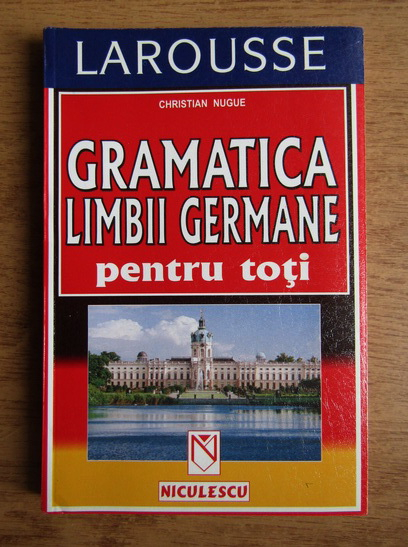 LAROUSSE
CHRISTIAN NUGUE
GRAMATICA
LIMBII GERMANE
pentru toţi
NICULESCU